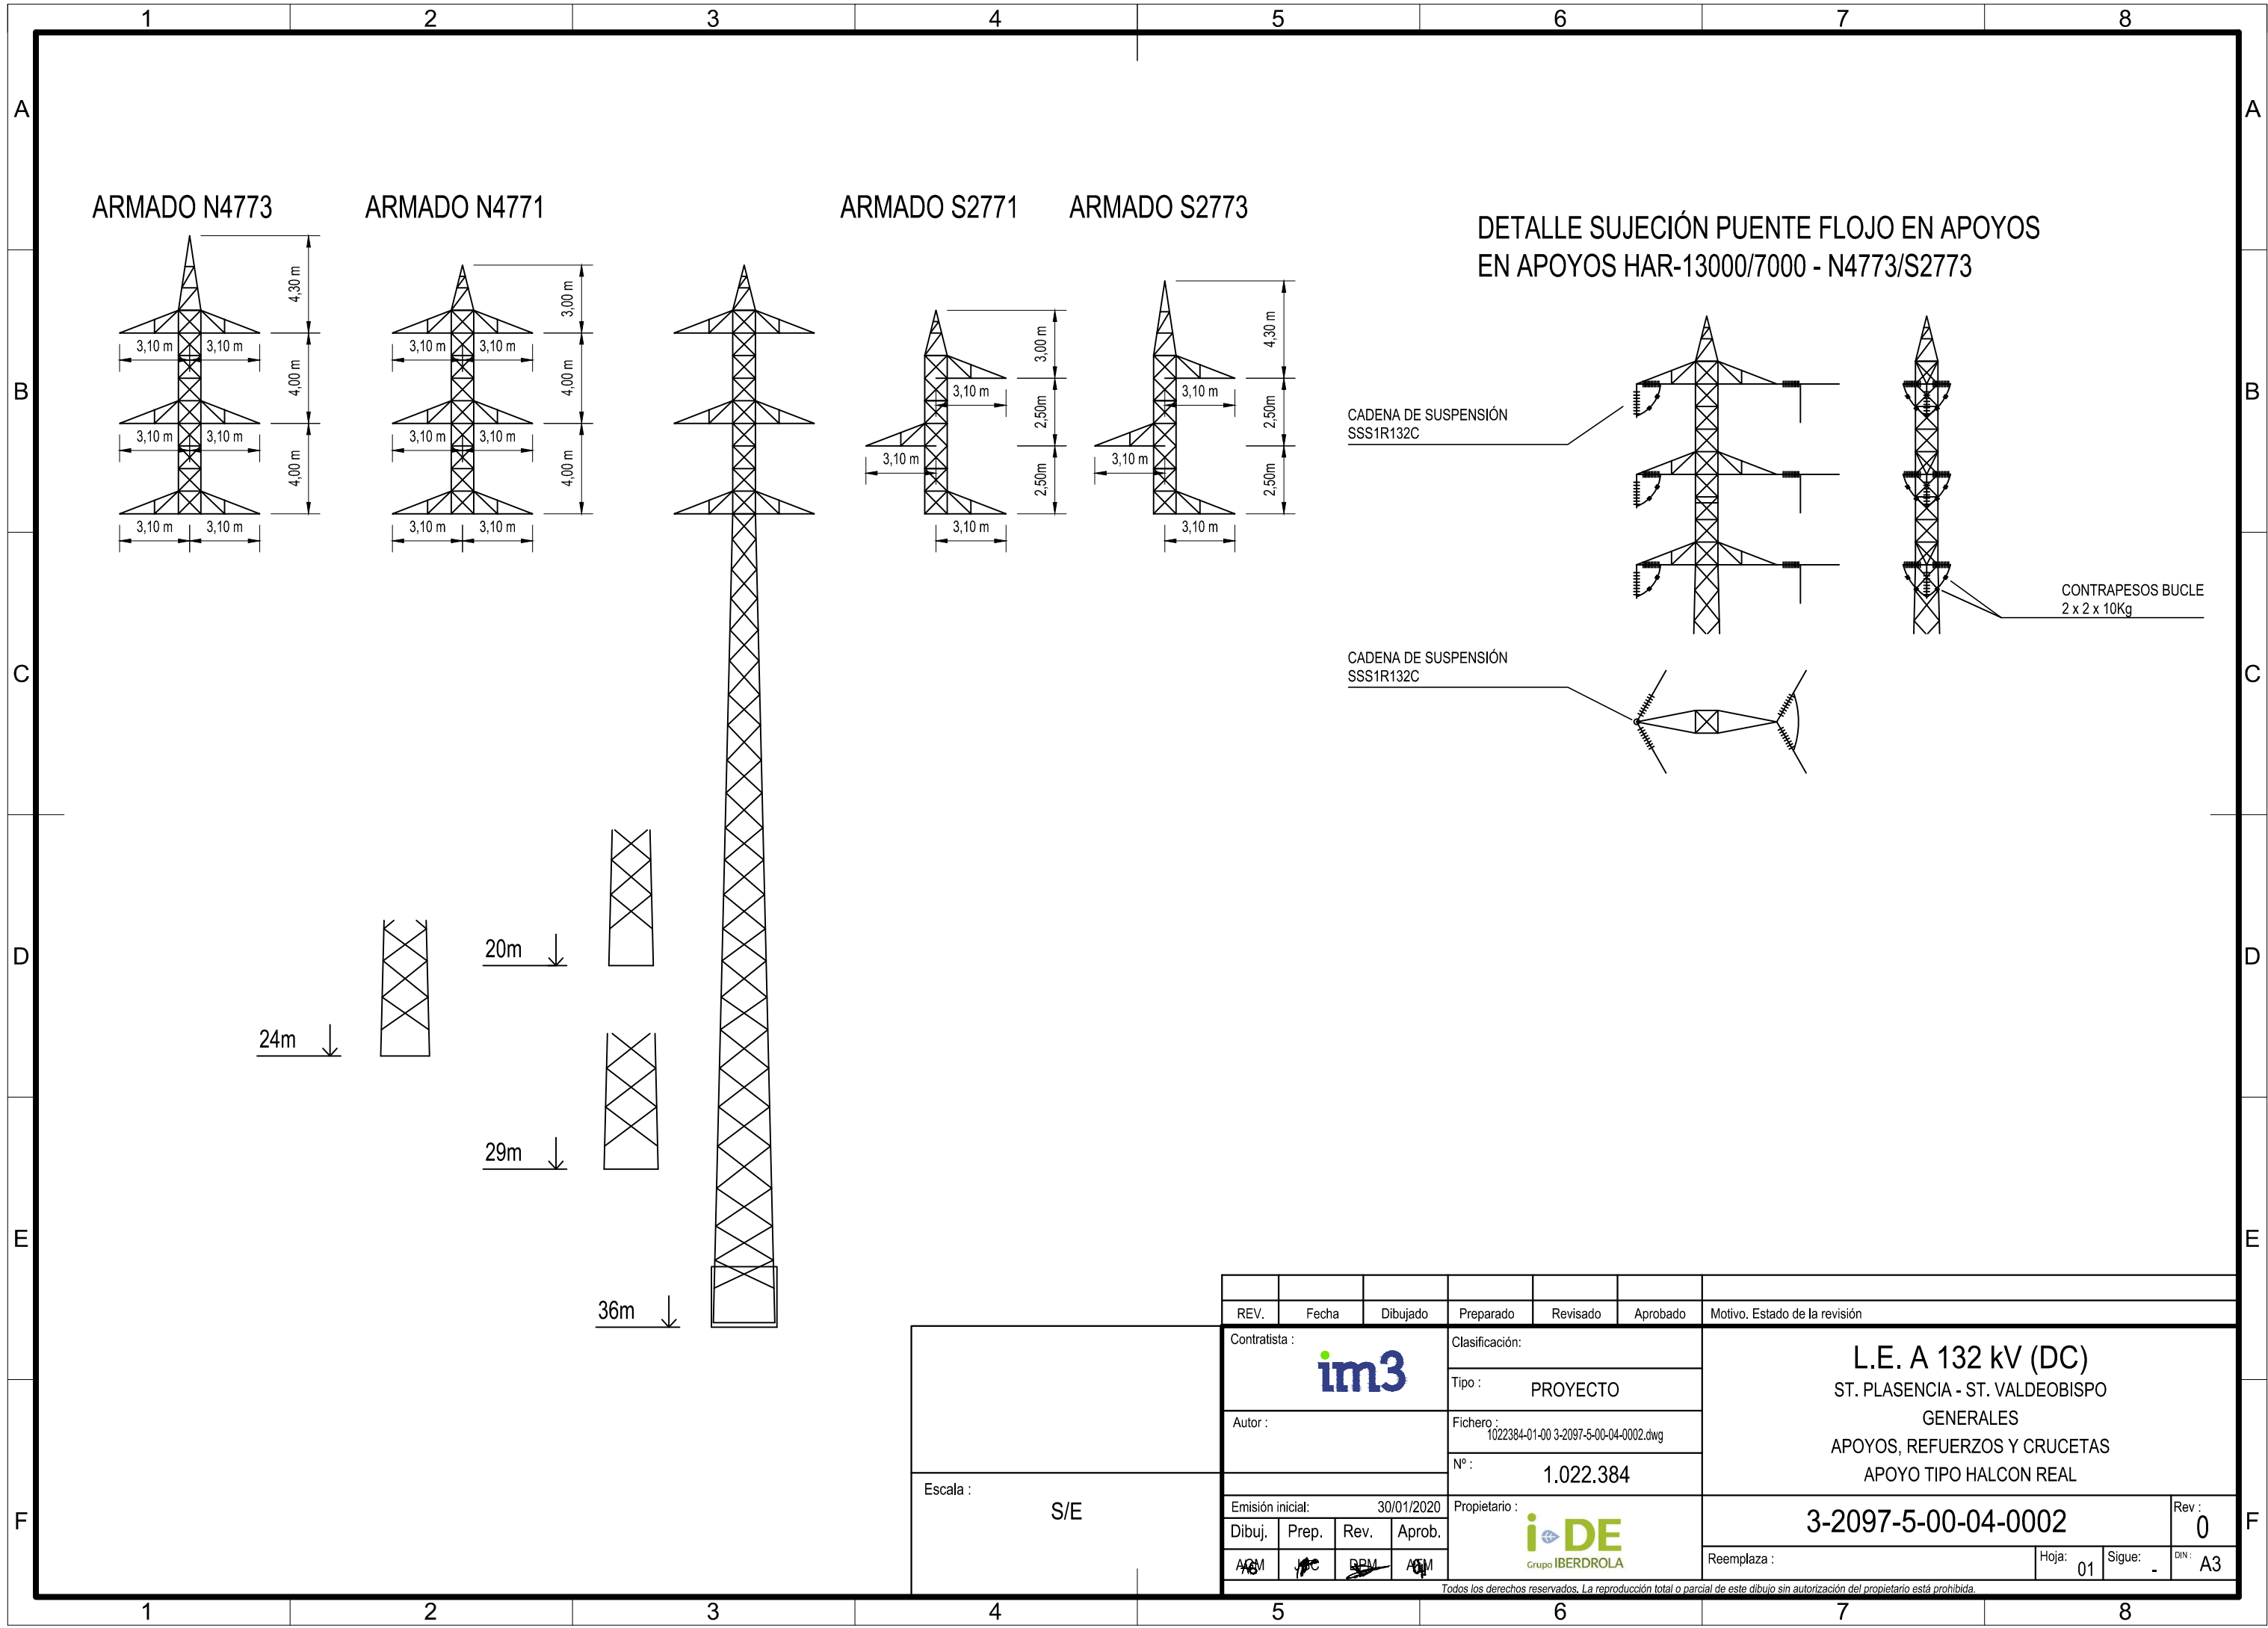 1 2 3 4 5 6 7 8
A A
B B
C C
D D
E E
F F
ARMADO N4773
4,30 m
3,10 m 3,10 m
4,00 m
3,10 m 3,10 m
4,00 m
3,10 m 3,10 m
ARMADO N4771
3,00 m
3,10 m 3,10 m
4,00 m
3,10 m 3,10 m
4,00 m
3,10 m 3,10 m
ARMADO S2771
3,00 m
3,10 m
2,50m
3,10 m
2,50m
3,10 m
ARMADO S2773
4,30 m
3,10 m
2,50m
3,10 m
2,50m
3,10 m
DETALLE SUJECIÓN PUENTE FLOJO EN APOYOS
EN APOYOS HAR-13000/7000 - N4773/S2773
CADENA DE SUSPENSIÓN
SSS1R132C
CONTRAPESOS BUCLE
2 x 2 x 10Kg
CADENA DE SUSPENSIÓN
SSS1R132C
20m
24m
29m
36m
REV. Fecha Dibujado Preparado Revisado Aprobado Motivo. Estado de la revisión
Contratista :
im3
Autor :
Clasificación:
Tipo : PROYECTO
Fichero :
1022384-01-00 3-2097-5-00-04-0002.dwg
Nº : 1.022.384
L.E. A 132 kV (DC)
ST. PLASENCIA - ST. VALDEOBISPO
GENERALES
APOYOS, REFUERZOS Y CRUCETAS
APOYO TIPO HALCON REAL
Escala :
S/E
Emisión inicial: 30/01/2020
Dibuj. Prep. Rev. Aprob.
Propietario :
i-DE
Grupo IBERDROLA
3-2097-5-00-04-0002
Rev :
0
Reemplaza :
Hoja: 01
Sigue: -
DIN : A3
Todos los derechos reservados. La reproducción total o parcial de este dibujo sin autorización del propietario está prohibida.
1 2 3 4 5 6 7 8